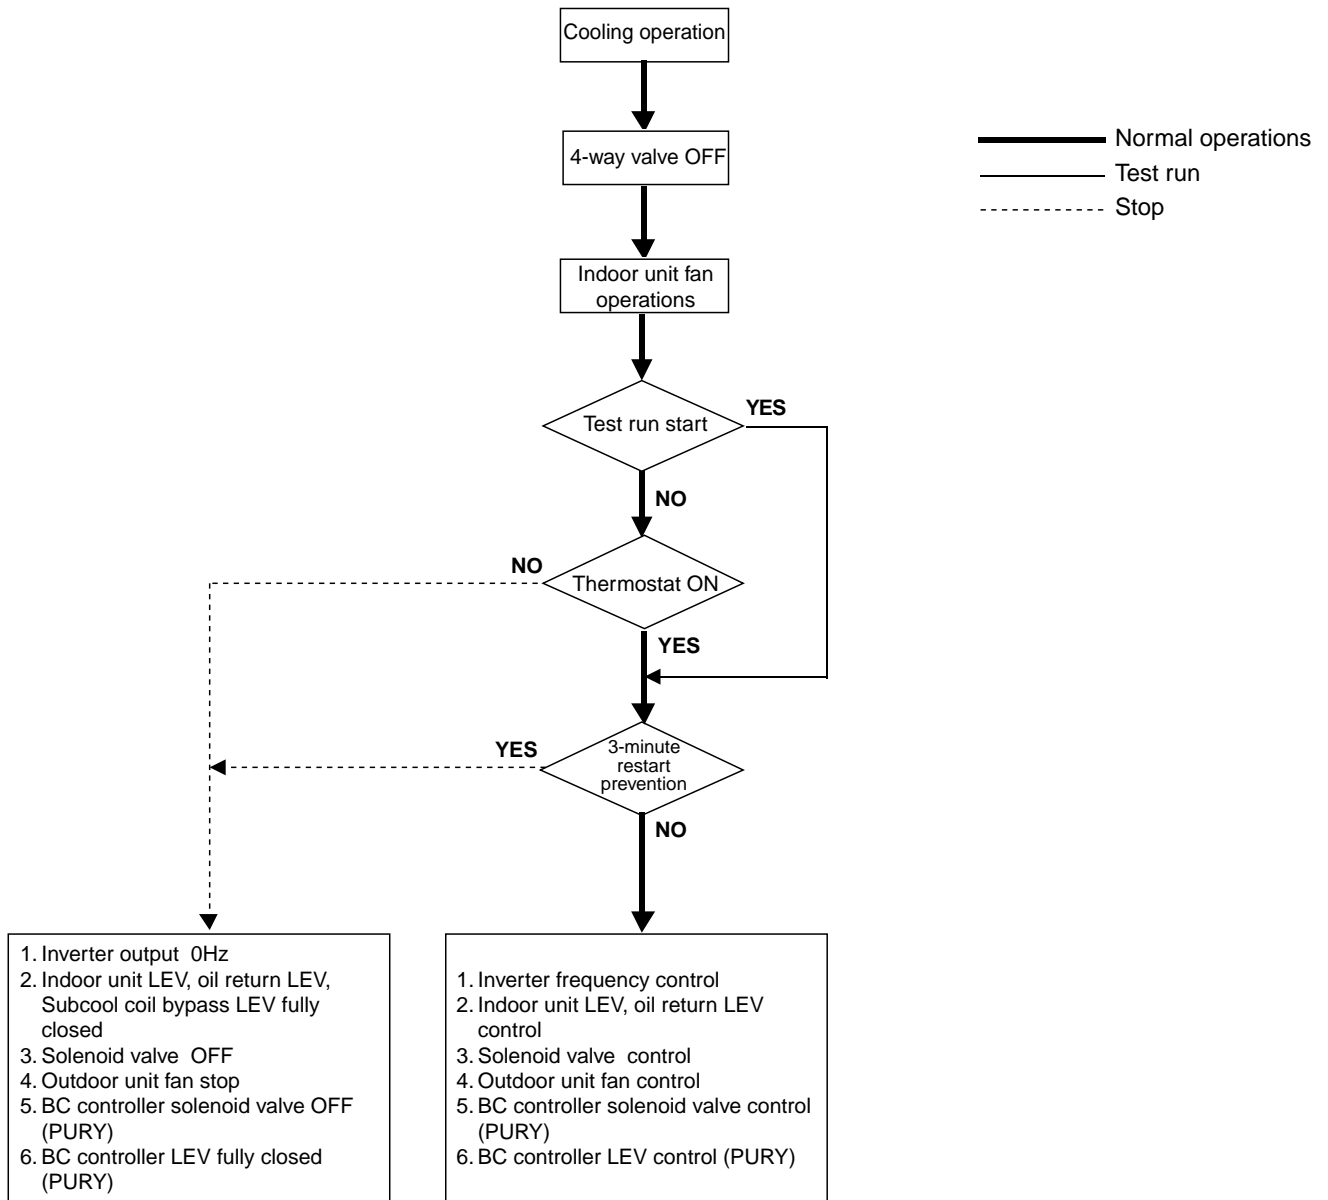 Cooling operation
4-way valve OFF
Normal operations
Test run
Stop
Indoor unit fan
operations
Test run start
YES
NO
NO
Thermostat ON
YES
YES
3-minute
restart
prevention
NO
1. Inverter output 0Hz
2. Indoor unit LEV, oil return LEV,
Subcool coil bypass LEV fully
closed
3. Solenoid valve OFF
4. Outdoor unit fan stop
5. BC controller solenoid valve OFF
(PURY)
6. BC controller LEV fully closed
(PURY)
1. Inverter frequency control
2. Indoor unit LEV, oil return LEV
control
3. Solenoid valve control
4. Outdoor unit fan control
5. BC controller solenoid valve control
(PURY)
6. BC controller LEV control (PURY)